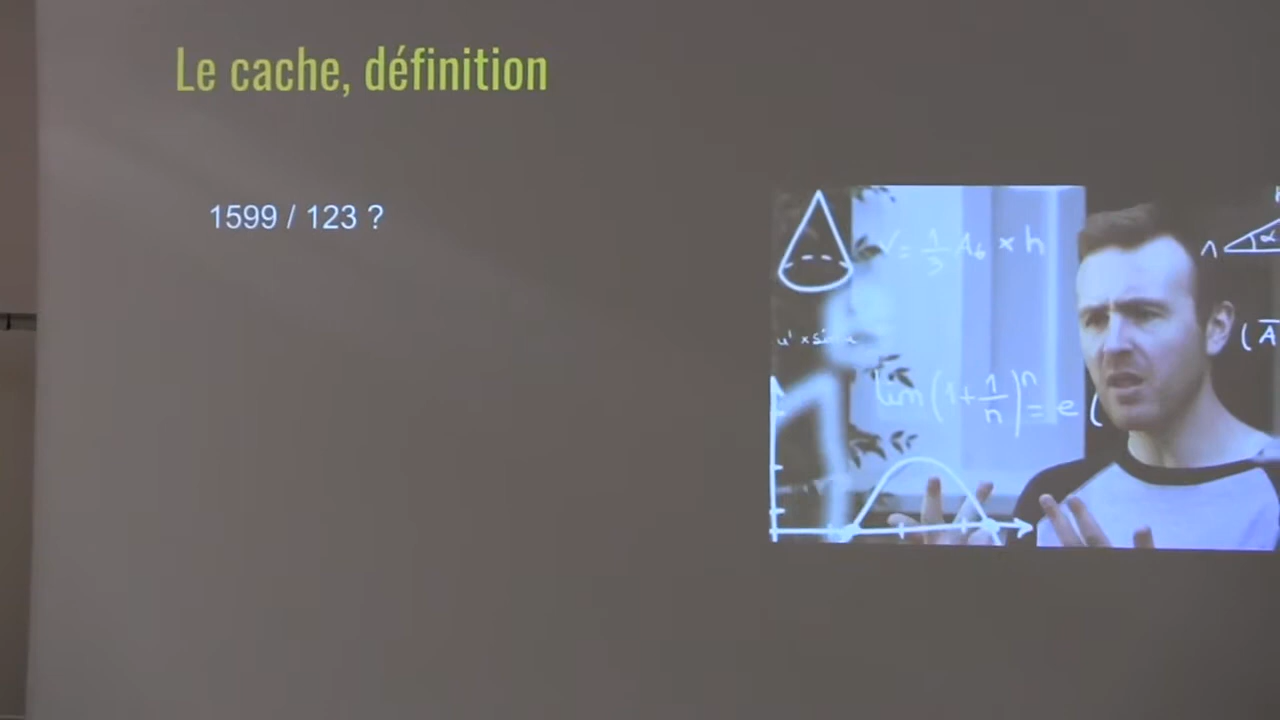 Le cache, définition
1599 / 123 ?
V = 1/3 A_b × h
lim (1 + 1/n)^n = e (
Λ
α
(A